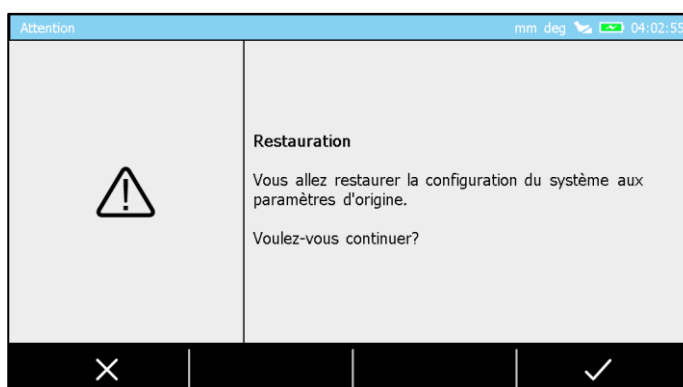 Attention mm deg 04:02:55
Restauration
Vous allez restaurer la configuration du système aux
paramètres d'origine.
Voulez-vous continuer?